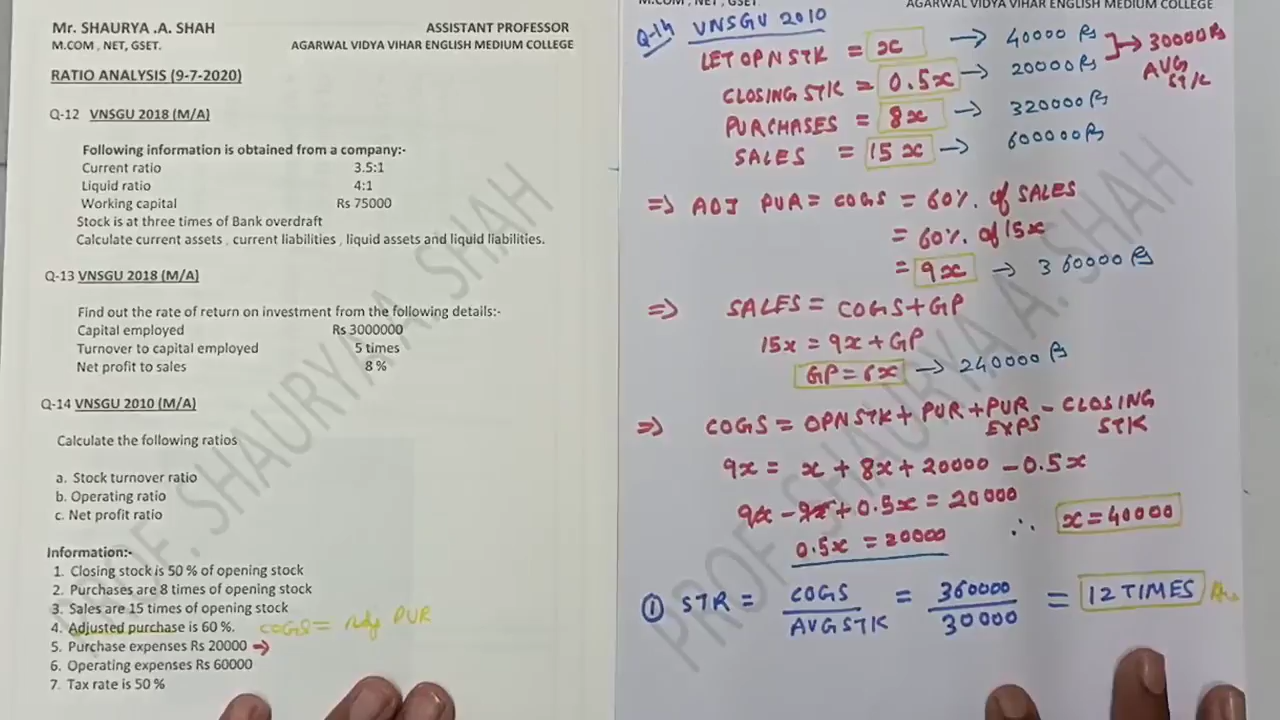 Mr. SHAURYA .A. SHAH
ASSISTANT PROFESSOR
M.COM , NET, GSET.
AGARWAL VIDYA VIHAR ENGLISH MEDIUM COLLEGE
RATIO ANALYSIS (9-7-2020)
Q-12 VNSGU 2018 (M/A)
Following information is obtained from a company:-
Current ratio 3.5:1
Liquid ratio 4:1
Working capital Rs 75000
Stock is at three times of Bank overdraft
Calculate current assets , current liabilities , liquid assets and liquid liabilities.
Q-13 VNSGU 2018 (M/A)
Find out the rate of return on investment from the following details:-
Capital employed Rs 3000000
Turnover to capital employed 5 times
Net profit to sales 8 %
Q-14 VNSGU 2010 (M/A)
Calculate the following ratios
a. Stock turnover ratio
b. Operating ratio
c. Net profit ratio
Information:-
1. Closing stock is 50 % of opening stock
2. Purchases are 8 times of opening stock
3. Sales are 15 times of opening stock
4. Adjusted purchase is 60 %. COGS = Adj PUR
5. Purchase expenses Rs 20000 →
6. Operating expenses Rs 60000
7. Tax rate is 50 %
PROF. SHAURYA A. SHAH
M.COM , NET , GSET.
AGARWAL VIDYA VIHAR ENGLISH MEDIUM COLLEGE
Q-14 VNSGU 2010
LET OPN STK = x → 40000 Rs
CLOSING STK = 0.5x → 20000 Rs
→ 30000 Rs
AVG
STK
PURCHASES = 8x → 320000 Rs
SALES = 15x → 600000 Rs
⇒ ADJ PUR = COGS = 60% of SALES
= 60% of 15x
= 9x → 360000 Rs
⇒ SALES = COGS + GP
15x = 9x + GP
GP = 6x → 240000 Rs
⇒ COGS = OPN STK + PUR + PUR EXPS - CLOSING STK
9x = x + 8x + 20000 - 0.5x
9x - 9x + 0.5x = 20000
0.5x = 20000
∴ x = 40000
① STR = COGS / AVG STK = 360000 / 30000 = 12 TIMES
PROF. SHAURYA A. SHAH